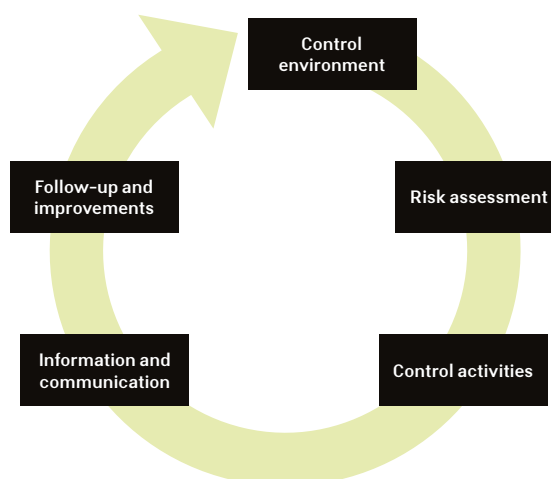 Control
environment
Risk assessment
Control activities
Information and
communication
Follow-up and
improvements